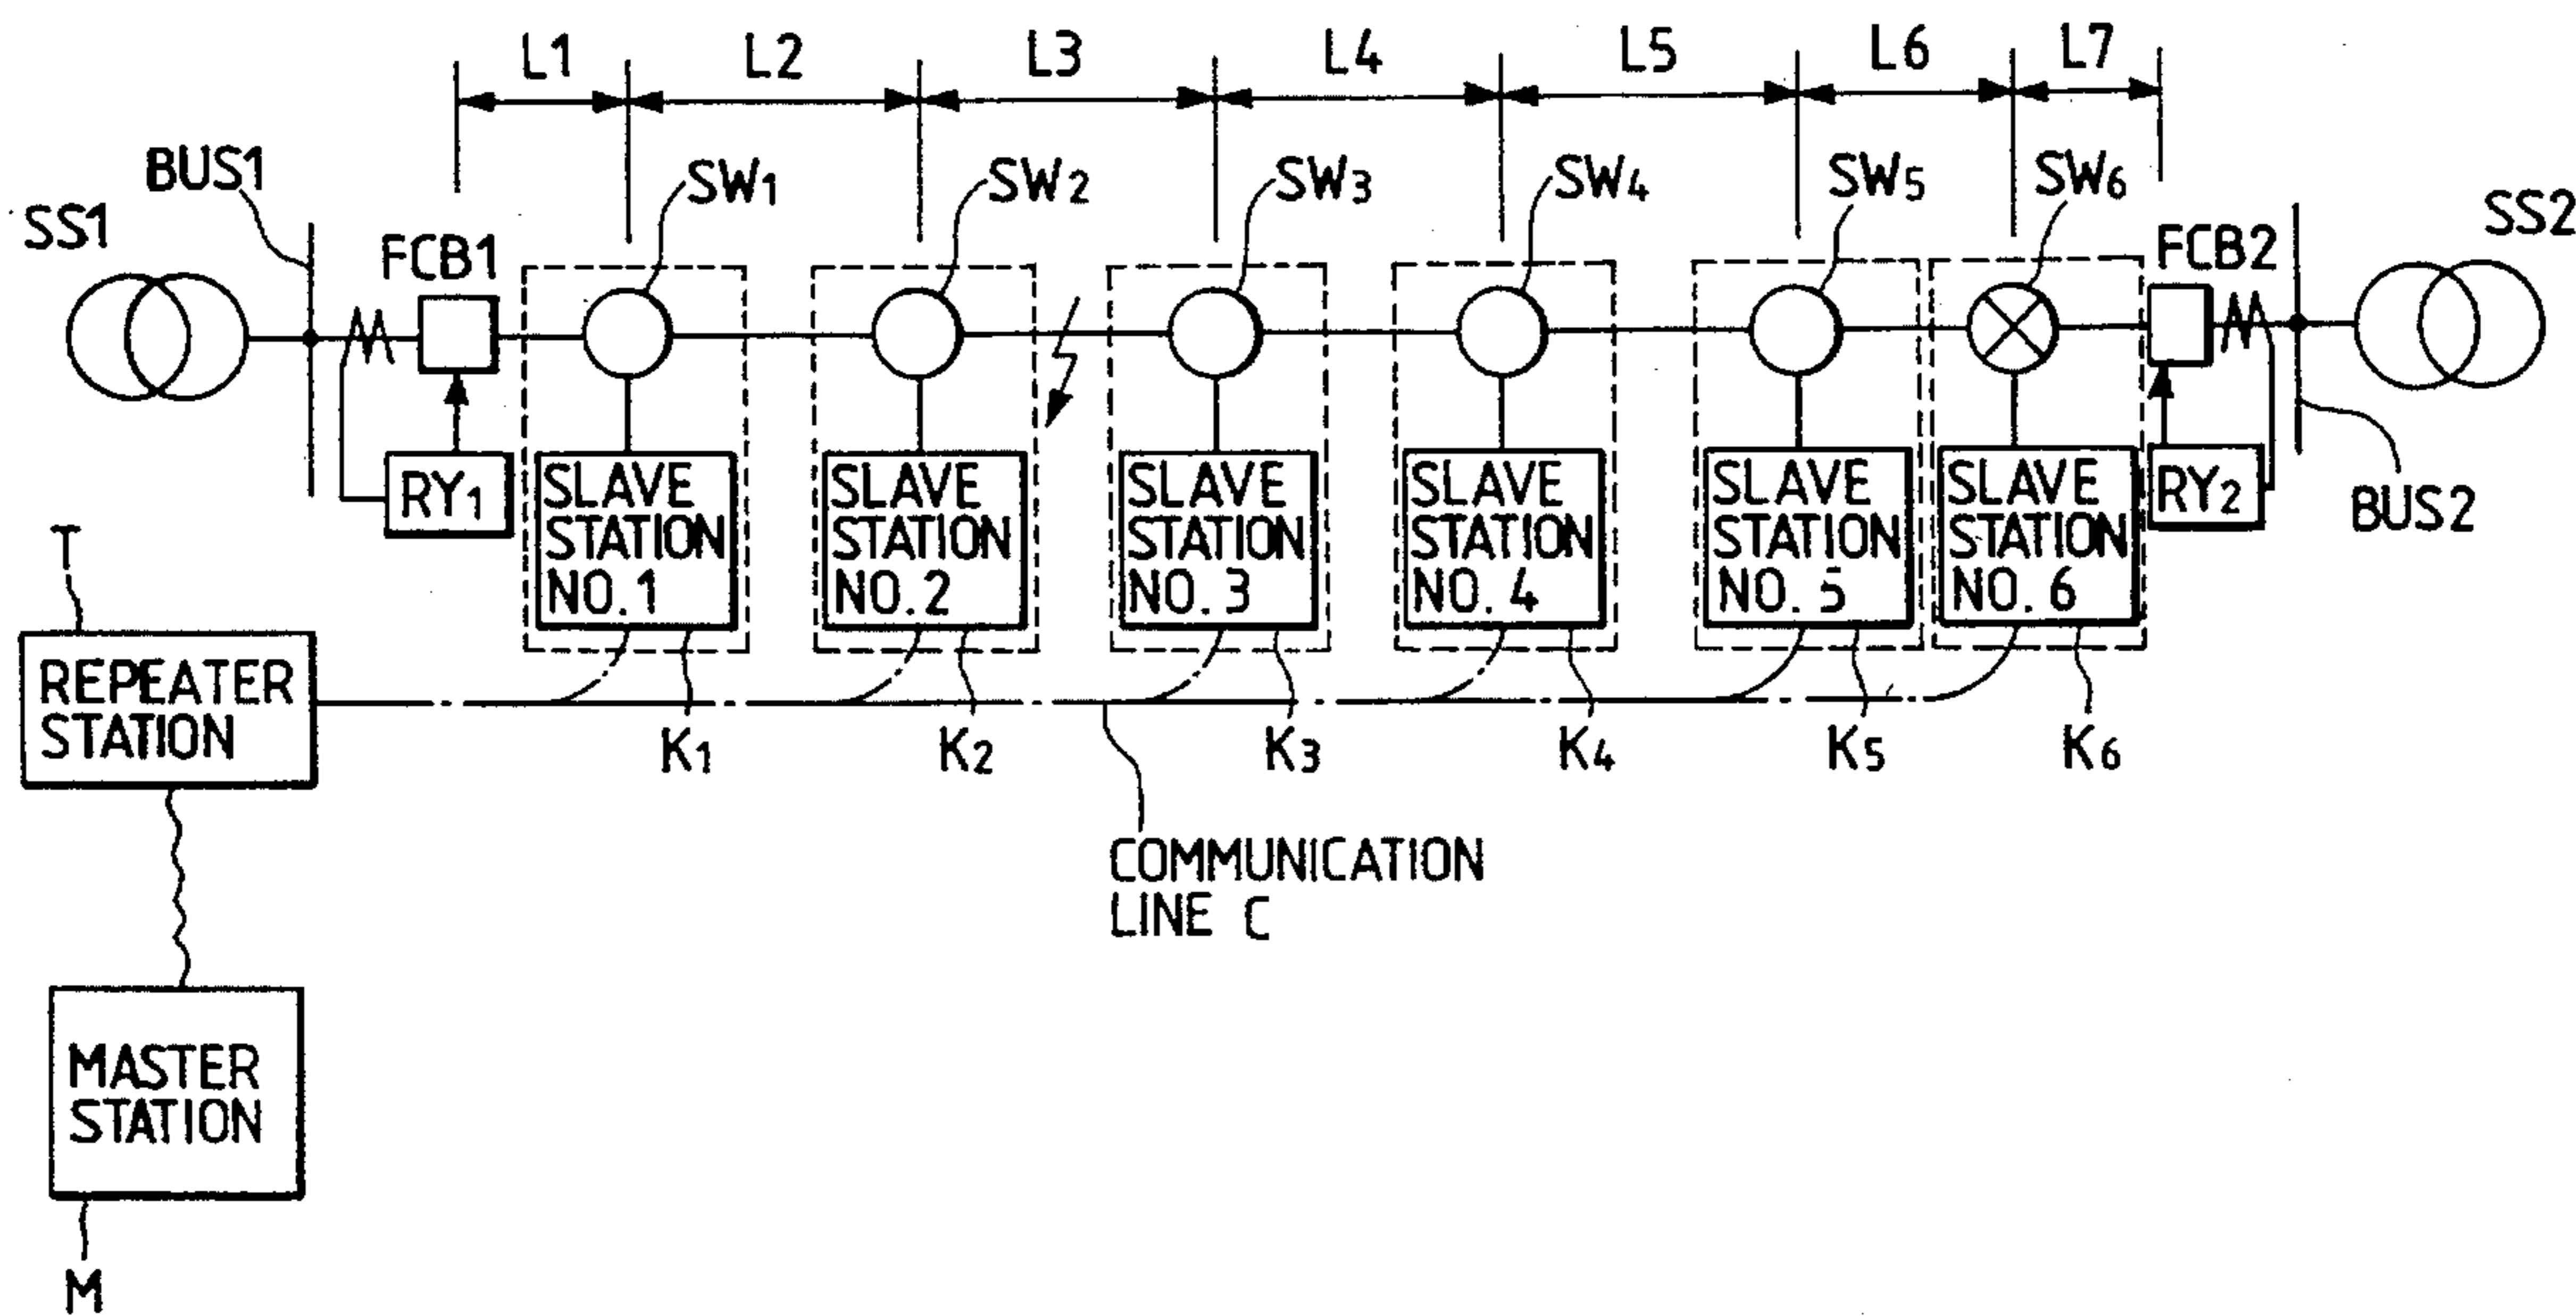 L1 L2 L3 L4 L5 L6 L7
BUS1 SW1 SW2 SW3 SW4 SW5 SW6
SS1 FCB1 FCB2 SS2
RY1
SLAVE
STATION
NO.1
SLAVE
STATION
NO.2
SLAVE
STATION
NO. 3
SLAVE
STATION
NO. 4
SLAVE
STATION
NO. 5
SLAVE
STATION
NO. 6
RY2
BUS2
T
REPEATER
STATION
K1 K2 K3 K4 K5 K6
COMMUNICATION
LINE C
MASTER
STATION
M